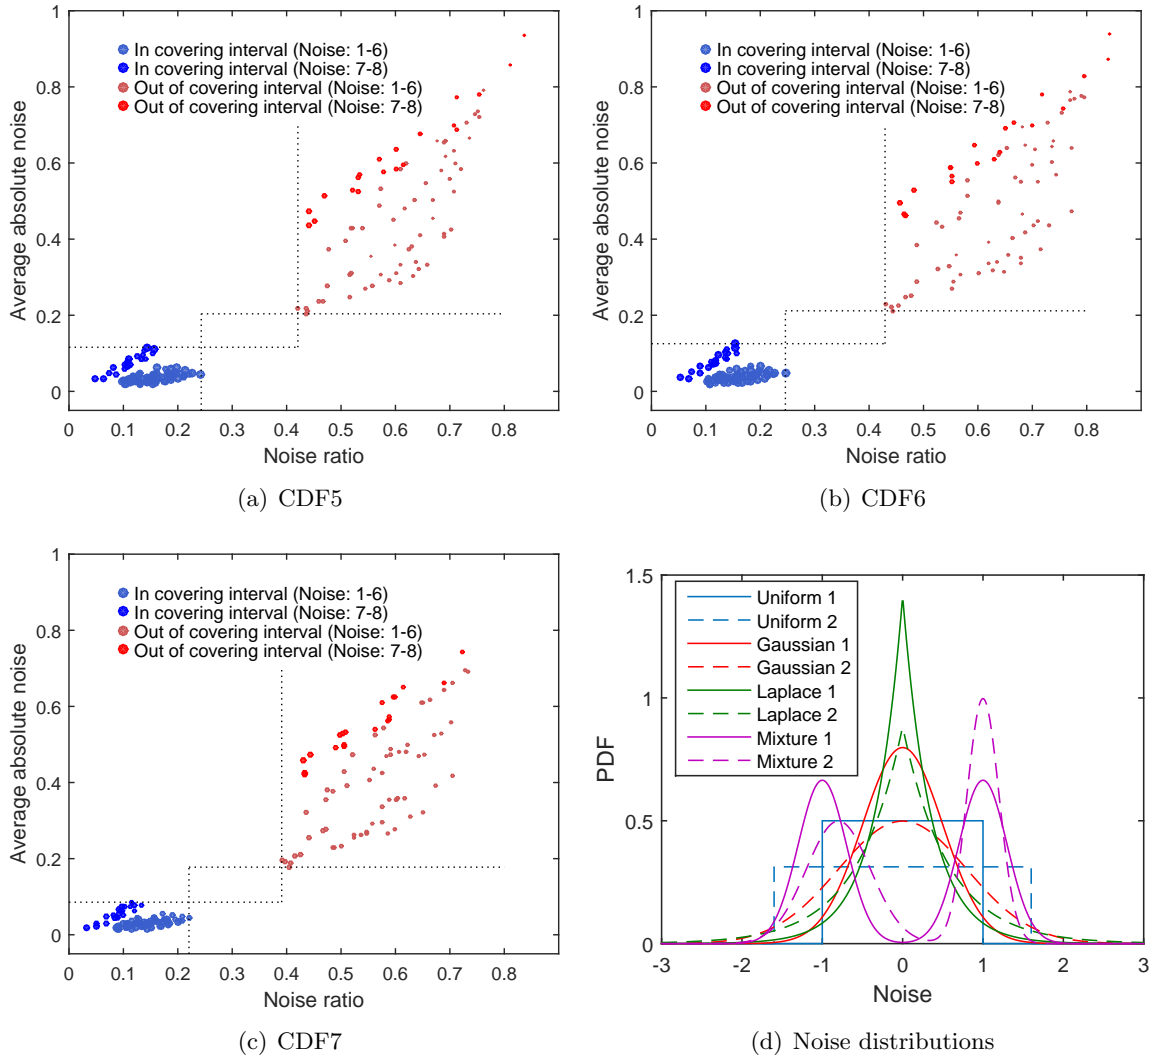 1
0.8
0.6
0.4
0.2
0
Average absolute noise
In covering interval (Noise: 1-6)
In covering interval (Noise: 7-8)
Out of covering interval (Noise: 1-6)
Out of covering interval (Noise: 7-8)
0 0.1 0.2 0.3 0.4 0.5 0.6 0.7 0.8
Noise ratio
(a) CDF5
1
0.8
0.6
0.4
0.2
0
Average absolute noise
In covering interval (Noise: 1-6)
In covering interval (Noise: 7-8)
Out of covering interval (Noise: 1-6)
Out of covering interval (Noise: 7-8)
0 0.1 0.2 0.3 0.4 0.5 0.6 0.7 0.8
Noise ratio
(b) CDF6
1
0.8
0.6
0.4
0.2
0
Average absolute noise
In covering interval (Noise: 1-6)
In covering interval (Noise: 7-8)
Out of covering interval (Noise: 1-6)
Out of covering interval (Noise: 7-8)
0 0.1 0.2 0.3 0.4 0.5 0.6 0.7 0.8
Noise ratio
(c) CDF7
1.5
1
0.5
0
PDF
Uniform 1
Uniform 2
Gaussian 1
Gaussian 2
Laplace 1
Laplace 2
Mixture 1
Mixture 2
-3 -2 -1 0 1 2 3
Noise
(d) Noise distributions